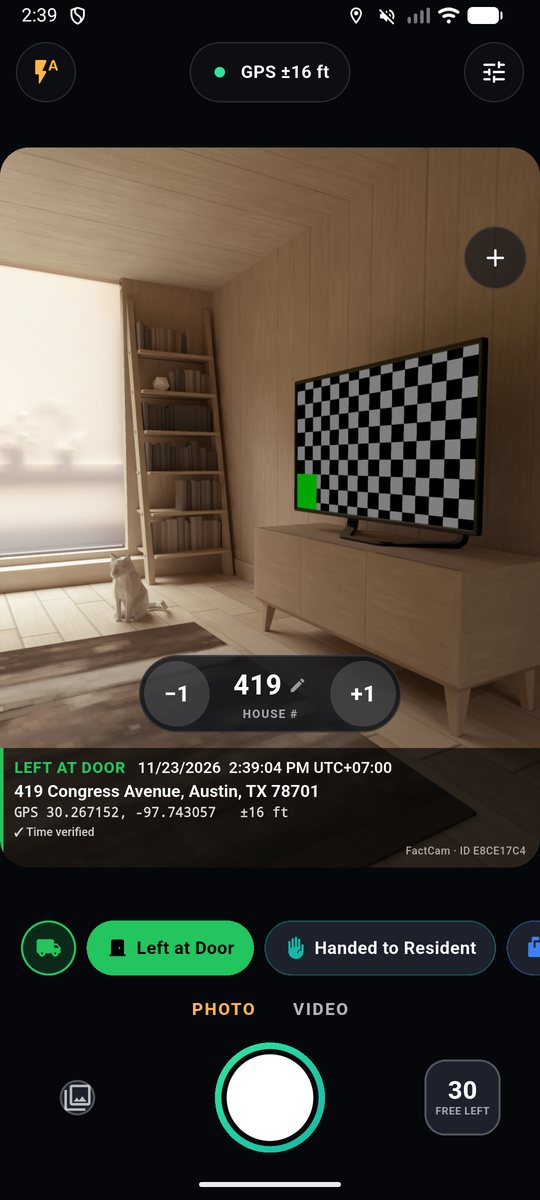 2:39
GPS ±16 ft
−1
419
+1
HOUSE #
LEFT AT DOOR 11/23/2026 2:39:04 PM UTC+07:00
419 Congress Avenue, Austin, TX 78701
GPS 30.267152, -97.743057 ±16 ft
✓ Time verified
FactCam · ID E8CE17C4
Left at Door
Handed to Resident
PHOTO
VIDEO
30
FREE LEFT